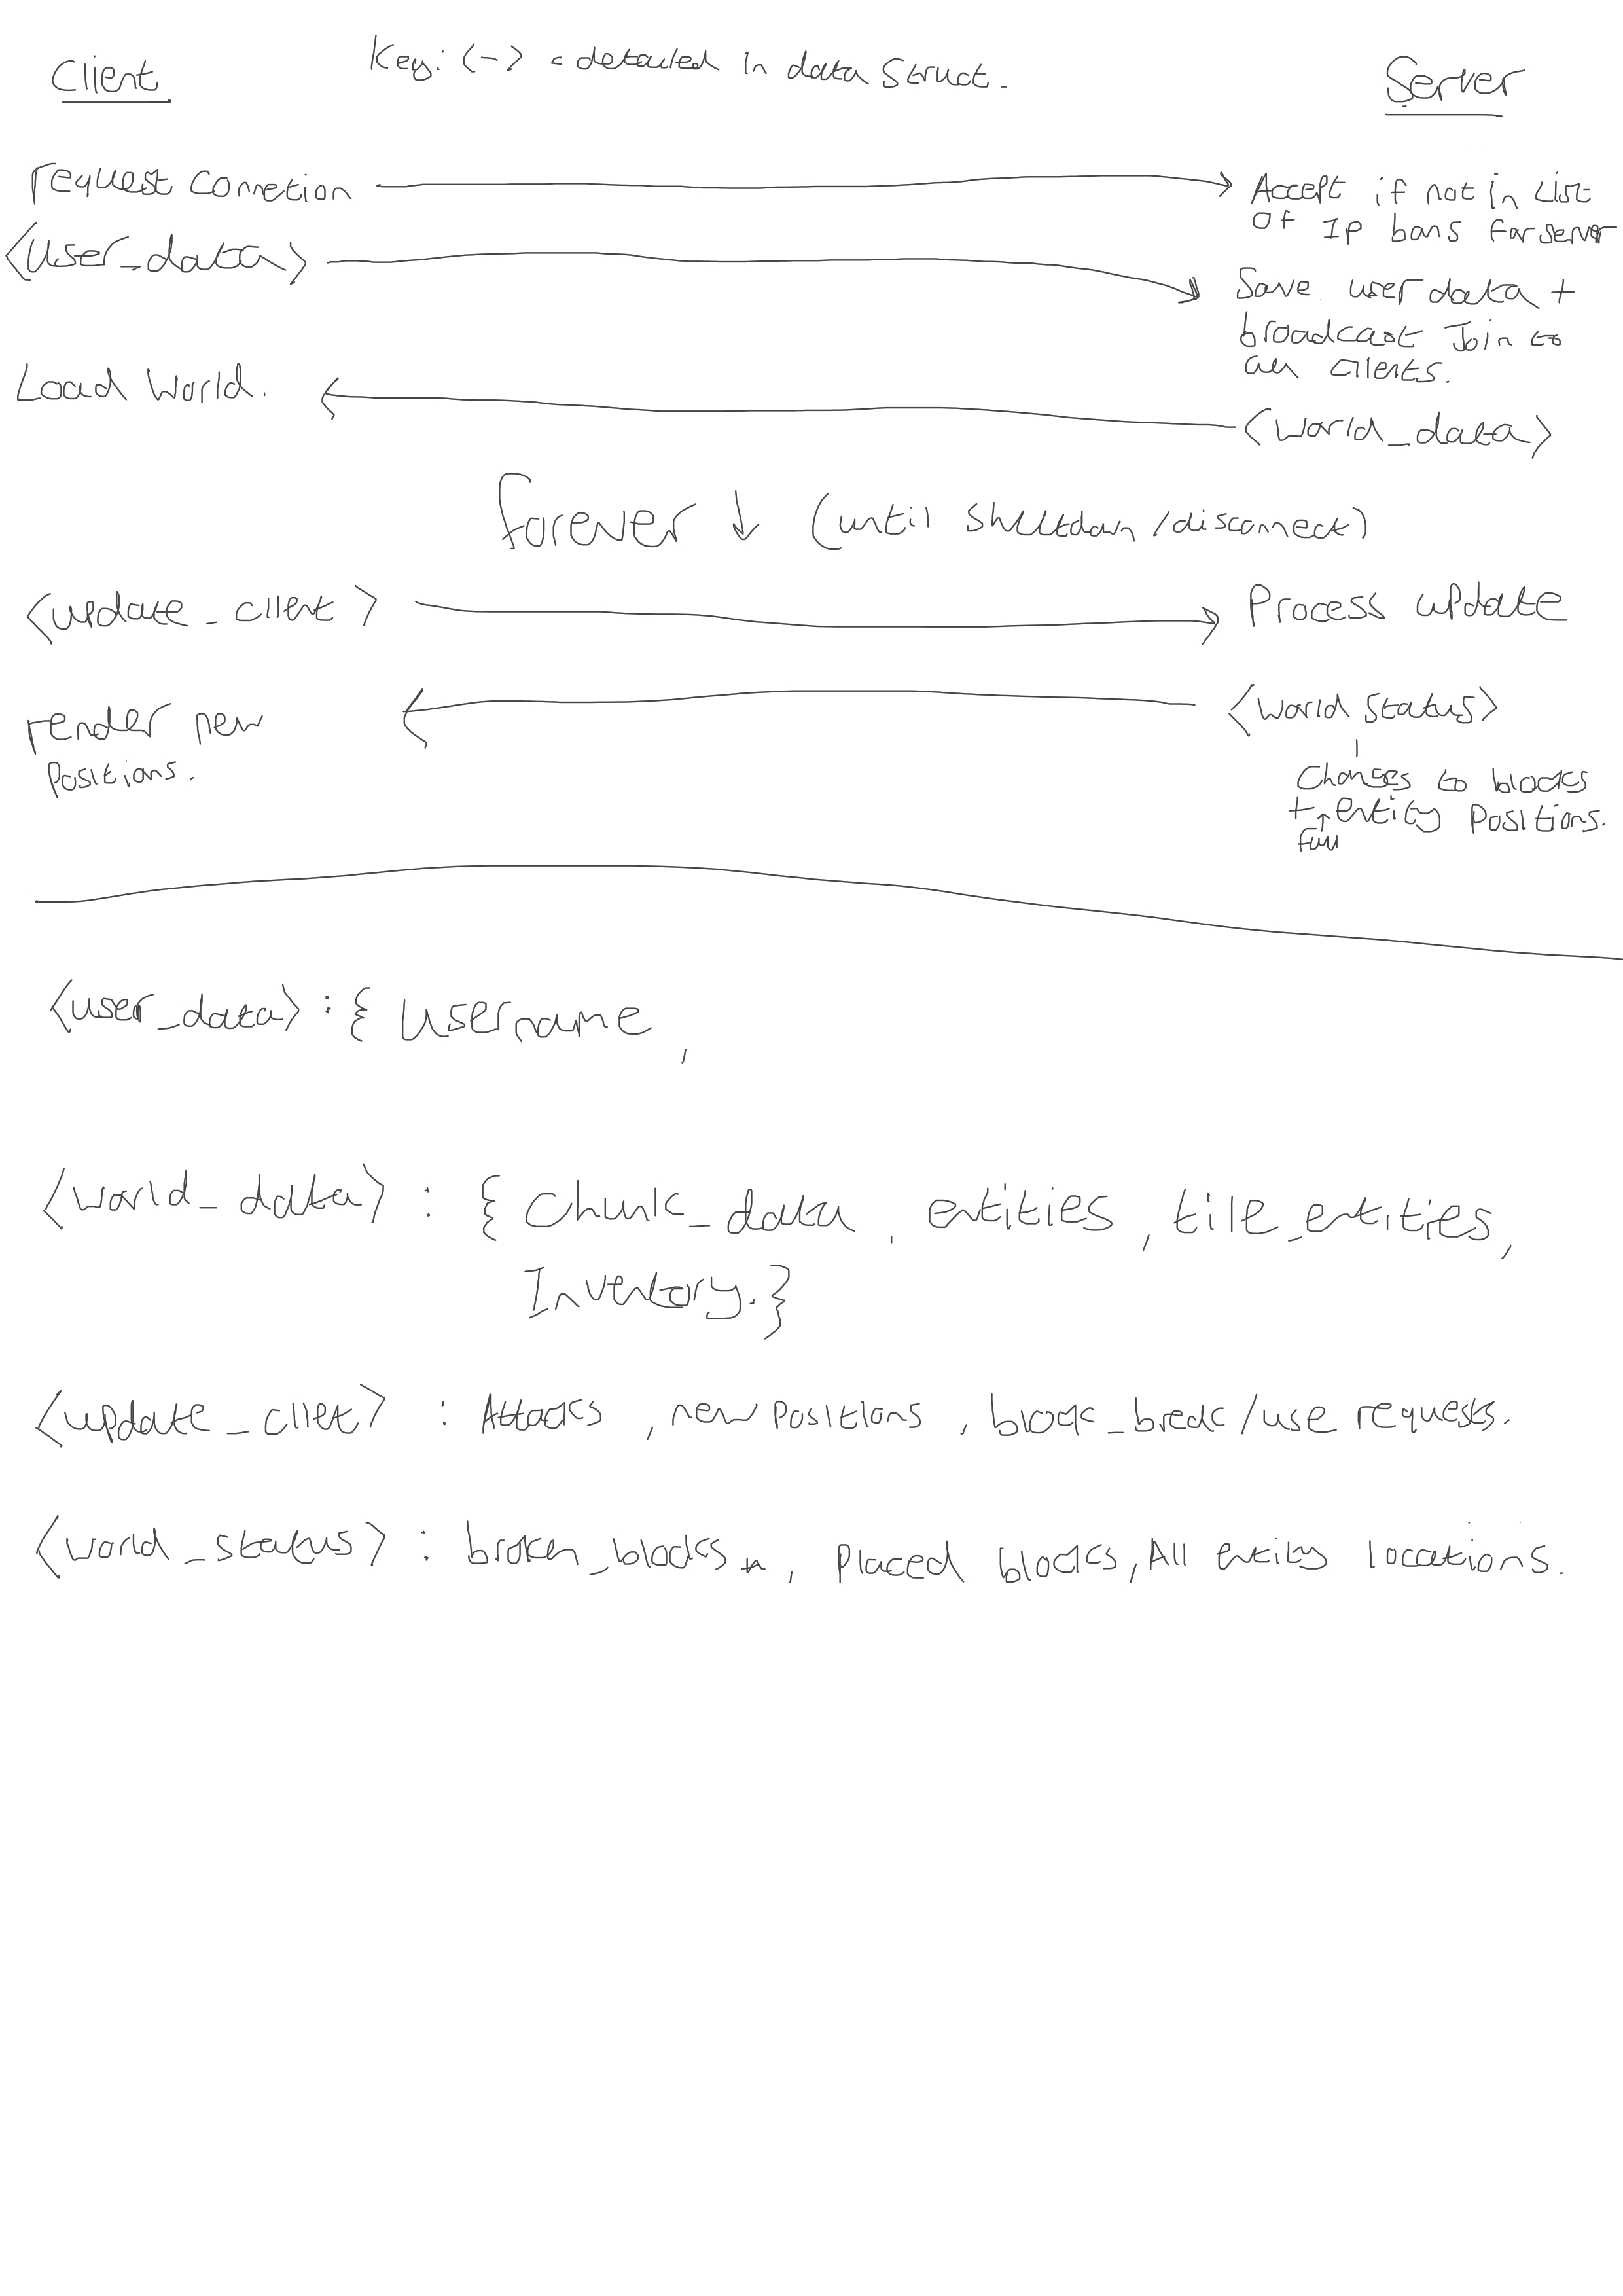 Client
Key: <-> = detailed in data struct.
Server
request connetion
Accept if not in list
of Ip bans for server
<user_data>
Save user data +
broadcast Join to
all clients.
Load World.
<world_data>
forever ↓ (until shutdown/disconnect)
<update_client>
Process update
render new
positions.
<world status>
Changes to blocks
+ entity positions.
↑
full
<user_data> : { username,
<world_data> : { chunk_data, entities, tile_entities,
Inventory. }
<update_cliet> : Attacks, new positions, block_break/use requests.
<world_status> : broken_blocks, Placed blocks, All entity locations.